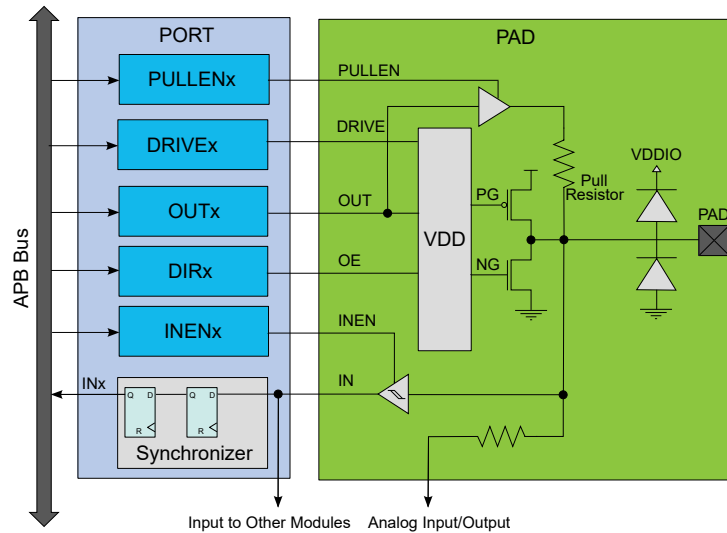 PORT
PAD
PULLENx
PULLEN
DRIVEx
DRIVE
VDDIO
Pull
Resistor
OUTx
OUT
PG
PAD
VDD
APB Bus
DIRx
OE
NG
INENx
INEN
INx
IN
Q D
R
Q D
R
Synchronizer
Input to Other Modules
Analog Input/Output